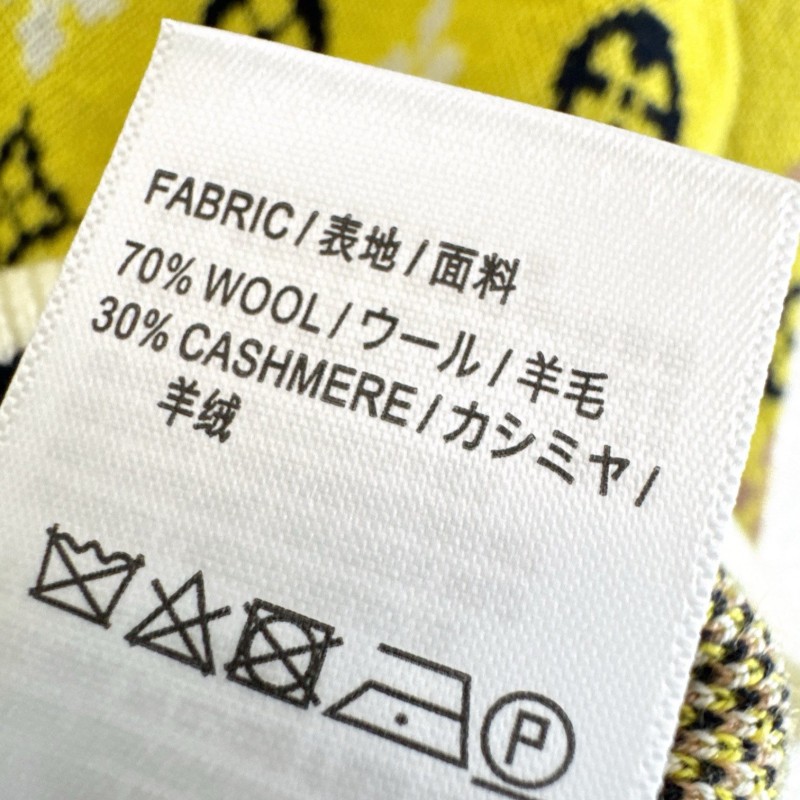 FABRIC / 表地 / 面料
70% WOOL / ウール / 羊毛
30% CASHMERE / カシミヤ /
羊绒
P